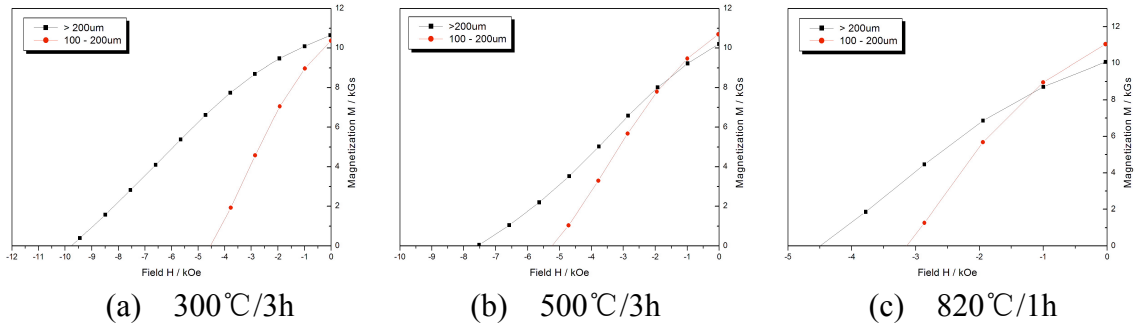 > 200um
100 - 200um
Magnetization M / kGs
12
10
8
6
4
2
0
-12 -11 -10 -9 -8 -7 -6 -5 -4 -3 -2 -1 0
Field H / kOe
(a) 300℃/3h
>200um
100 - 200um
Magnetization M / kGs
12
10
8
6
4
2
0
-10 -9 -8 -7 -6 -5 -4 -3 -2 -1 0
Field H / kOe
(b) 500℃/3h
> 200um
100 - 200um
Magnetization M / kGs
12
10
8
6
4
2
0
-5 -4 -3 -2 -1 0
Field H / kOe
(c) 820℃/1h